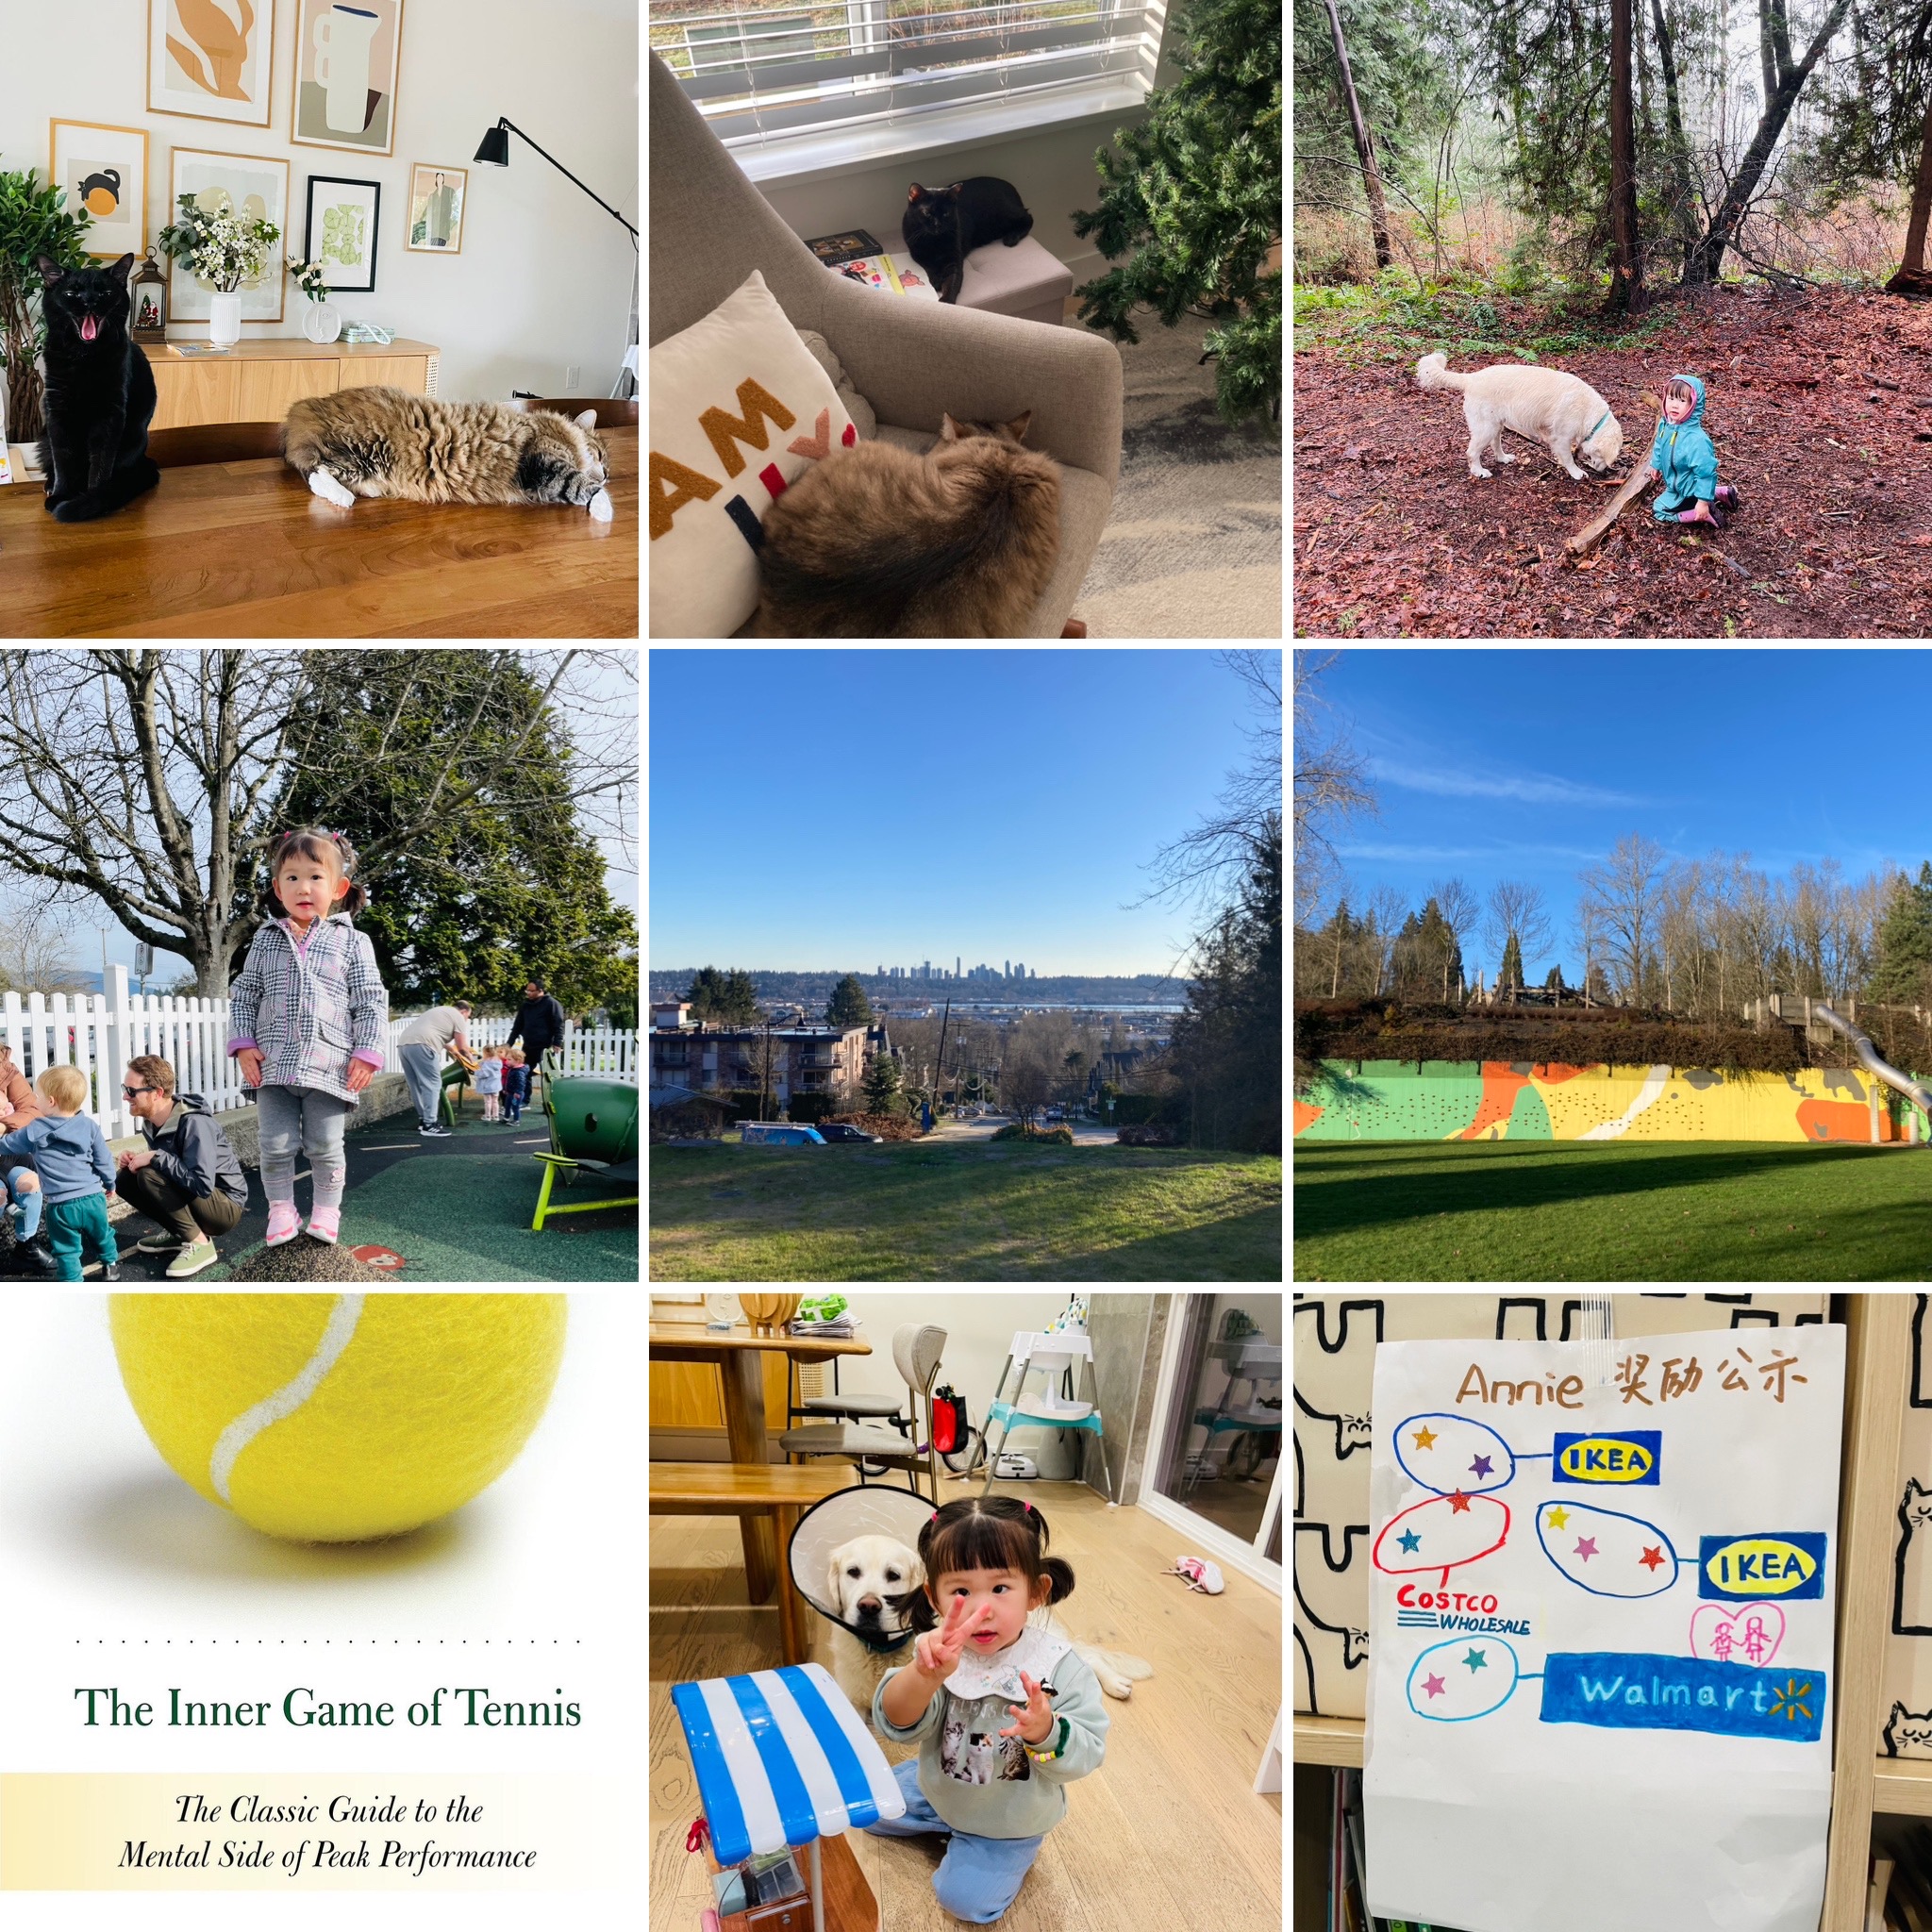 The Inner Game of Tennis
The Classic Guide to the
Mental Side of Peak Performance
Annie 奖励公示
IKEA
IKEA
COSTCO
WHOLESALE
Walmart